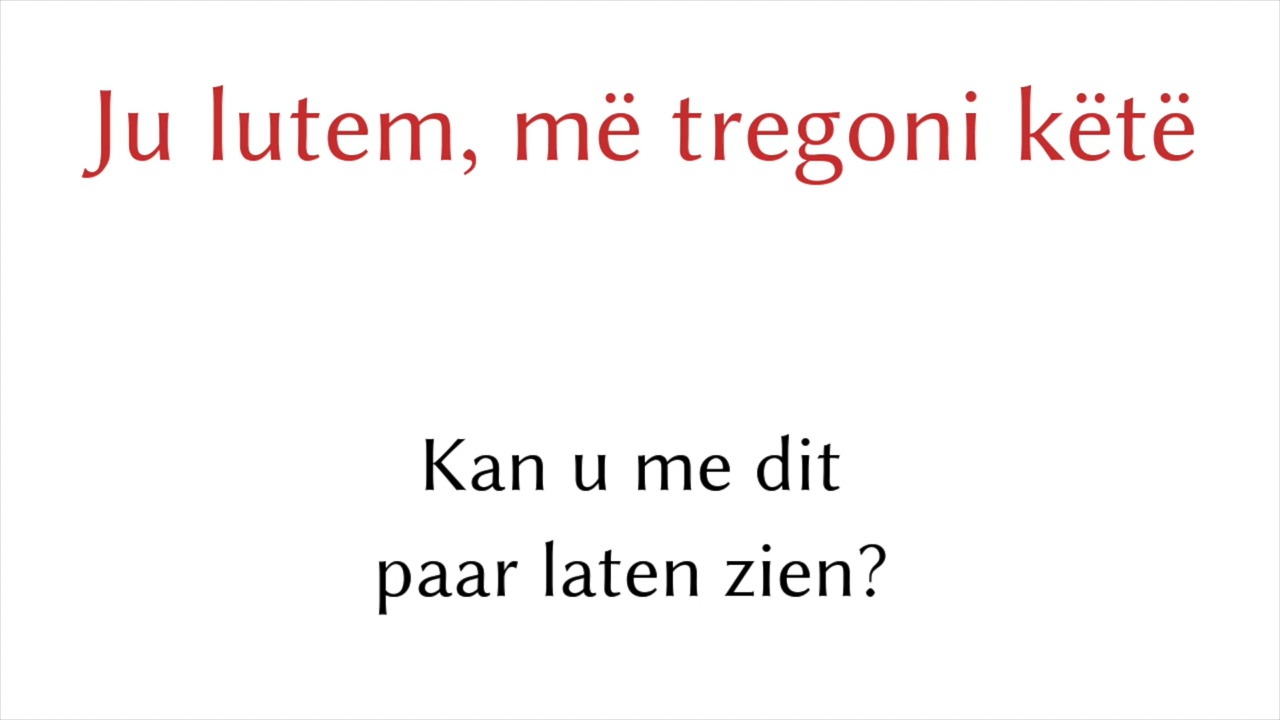 Ju lutem, më tregoni këtë
Kan u me dit
paar laten zien?